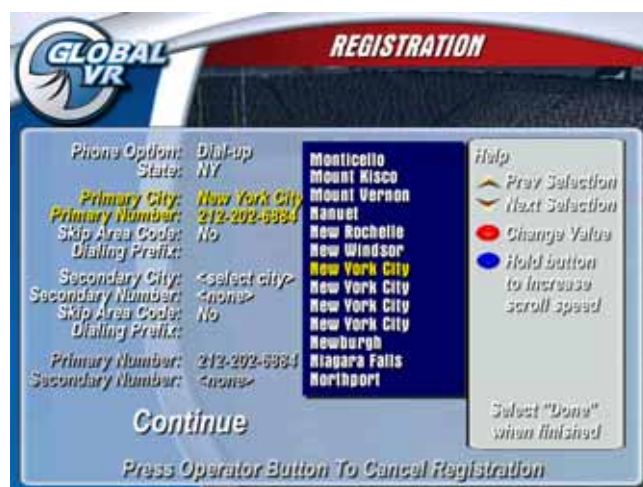 GLOBAL
VR
REGISTRATION
Phone Option: Dial-up
State: NY
Primary City: New York City
Primary Number: 212-202-6984
Skip Area Code: No
Dialing Prefix:
Secondary City: <select city>
Secondary Number: <none>
Skip Area Code: No
Dialing Prefix:
Primary Number: 212-202-6984
Secondary Number: <none>
Continue
Monticello
Mount Kisco
Mount Vernon
Nanuet
New Rochelle
New Windsor
New York City
New York City
New York City
New York City
Newburgh
Niagara Falls
Northport
Help
Prev Selection
Next Selection
Change Value
Hold button
to increase
scroll speed
Select "Done"
when finished
Press Operator Button To Cancel Registration